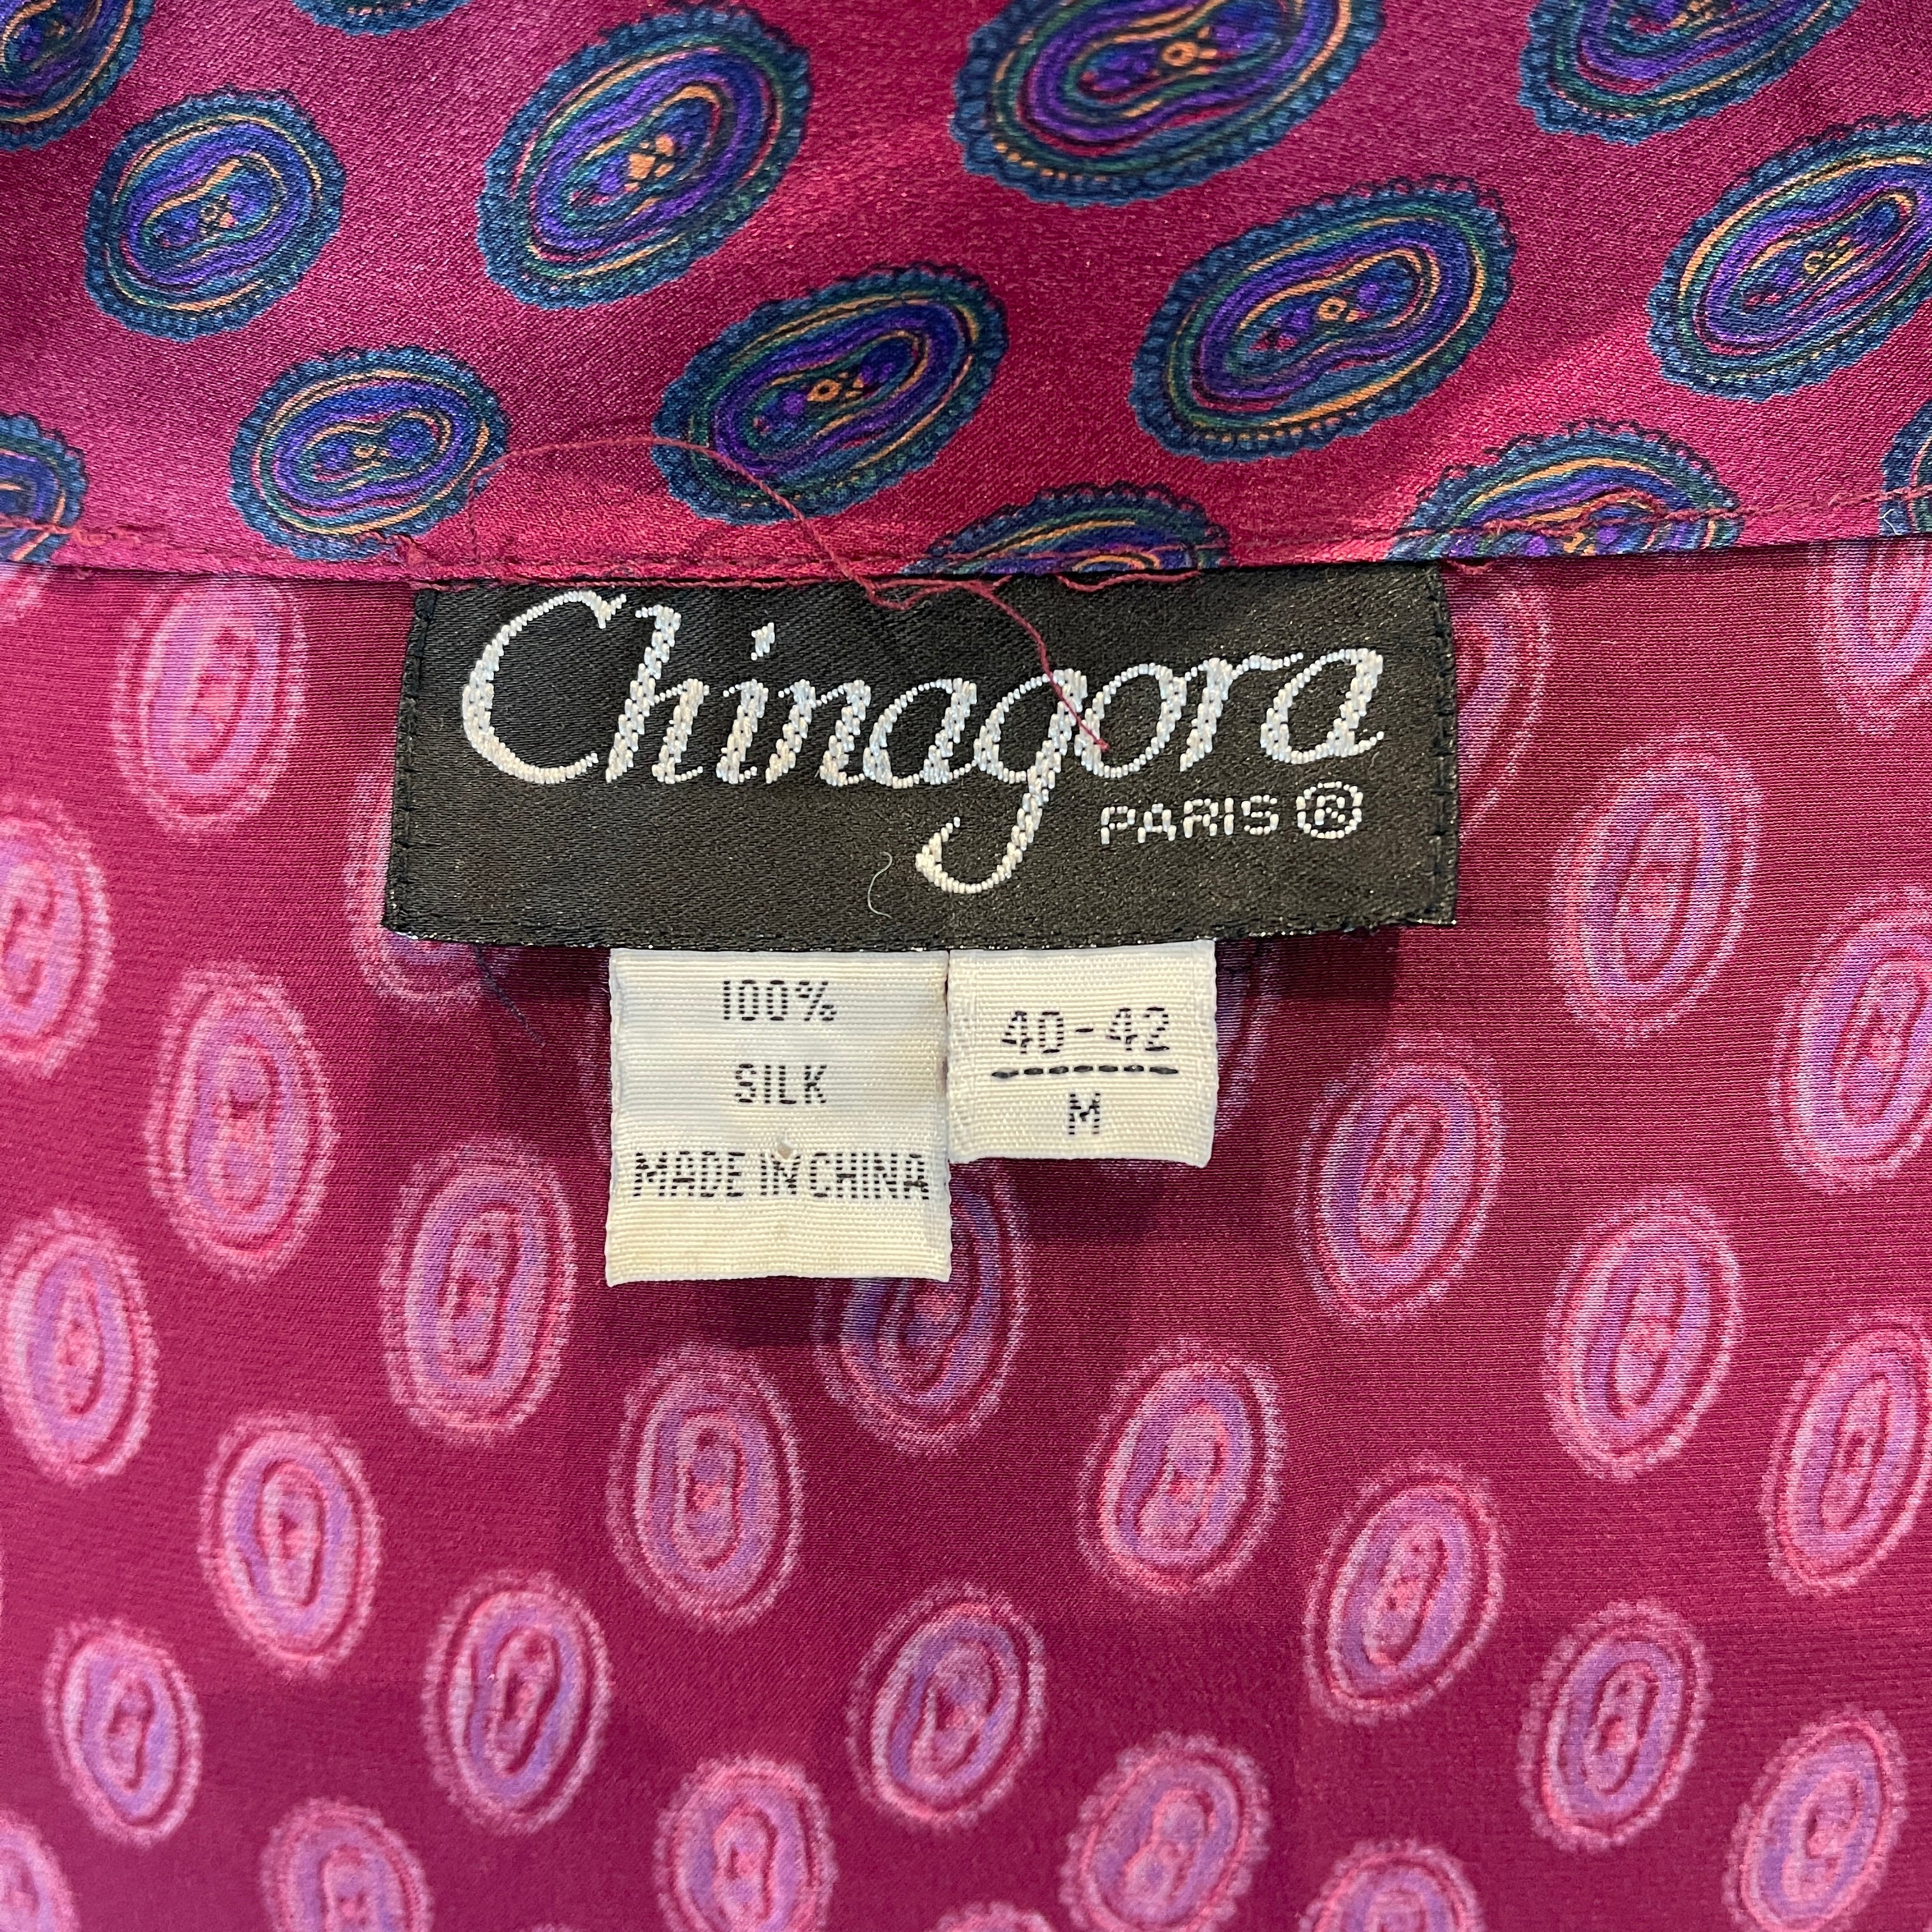 Chinagora
PARIS ®
100%
SILK
MADE IN CHINA
40-42
M